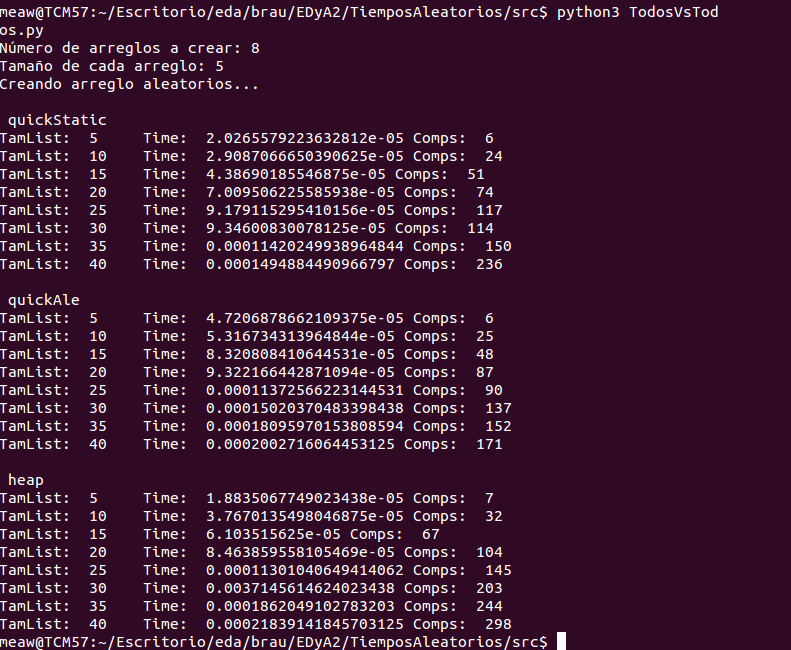 meaw@TCM57:~/Escritorio/eda/brau/EDyA2/TiemposAleatorios/src$ python3 TodosVsTod
os.py
Número de arreglos a crear: 8
Tamaño de cada arreglo: 5
Creando arreglo aleatorios...
quickStatic
TamList:  5     Time:  2.0265579223632812e-05 Comps:  6
TamList:  10    Time:  2.9087066650390625e-05 Comps:  24
TamList:  15    Time:  4.38690185546875e-05 Comps:  51
TamList:  20    Time:  7.009506225585938e-05 Comps:  74
TamList:  25    Time:  9.179115295410156e-05 Comps:  117
TamList:  30    Time:  9.34600830078125e-05 Comps:  114
TamList:  35    Time:  0.00011420249938964844 Comps:  150
TamList:  40    Time:  0.0001494884490966797 Comps:  236
quickAle
TamList:  5     Time:  4.7206878662109375e-05 Comps:  6
TamList:  10    Time:  5.316734313964844e-05 Comps:  25
TamList:  15    Time:  8.320808410644531e-05 Comps:  48
TamList:  20    Time:  9.322166442871094e-05 Comps:  87
TamList:  25    Time:  0.00011372566223144531 Comps:  90
TamList:  30    Time:  0.00015020370483398438 Comps:  137
TamList:  35    Time:  0.00018095970153808594 Comps:  152
TamList:  40    Time:  0.0002002716064453125 Comps:  171
heap
TamList:  5     Time:  1.8835067749023438e-05 Comps:  7
TamList:  10    Time:  3.7670135498046875e-05 Comps:  32
TamList:  15    Time:  6.103515625e-05 Comps:  67
TamList:  20    Time:  8.463859558105469e-05 Comps:  104
TamList:  25    Time:  0.00011301040649414062 Comps:  145
TamList:  30    Time:  0.0037145614624023438 Comps:  203
TamList:  35    Time:  0.0001862049102783203 Comps:  244
TamList:  40    Time:  0.00021839141845703125 Comps:  298
meaw@TCM57:~/Escritorio/eda/brau/EDyA2/TiemposAleatorios/src$